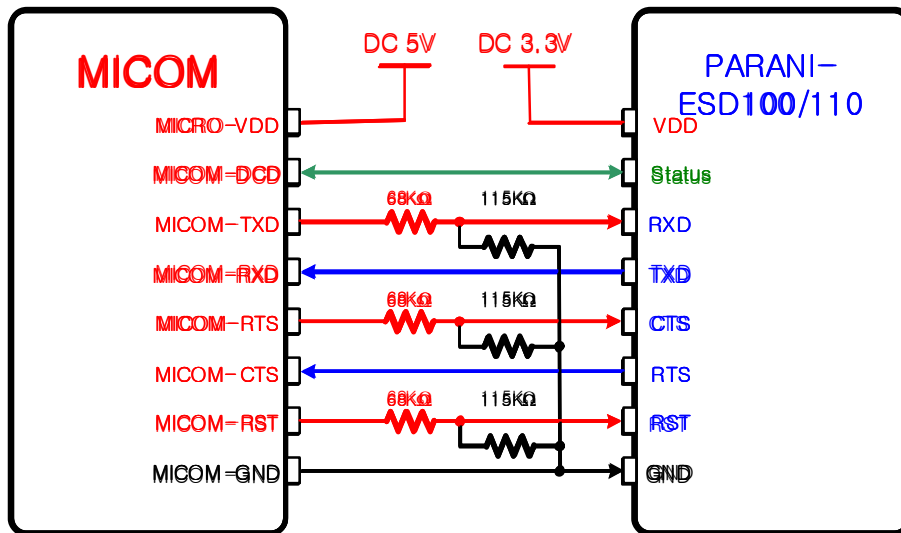 DC 5V
DC 3.3V
MICOM
PARANI-
ESD100/110
MICRO-VDD
VDD
MICOM-DCD
Status
68KΩ
115KΩ
MICOM-TXD
RXD
MICOM-RXD
TXD
68KΩ
115KΩ
MICOM-RTS
CTS
MICOM-CTS
RTS
68KΩ
115KΩ
MICOM-RST
RST
MICOM-GND
GND